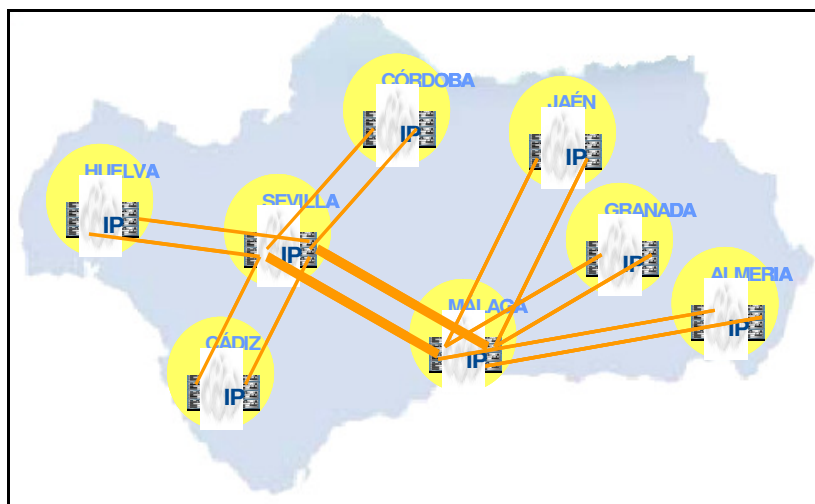 CÓRDOBA
IP
JAÉN
IP
HUELVA
IP
SEVILLA
IP
GRANADA
IP
ALMERIA
IP
MALAGA
IP
CÁDIZ
IP